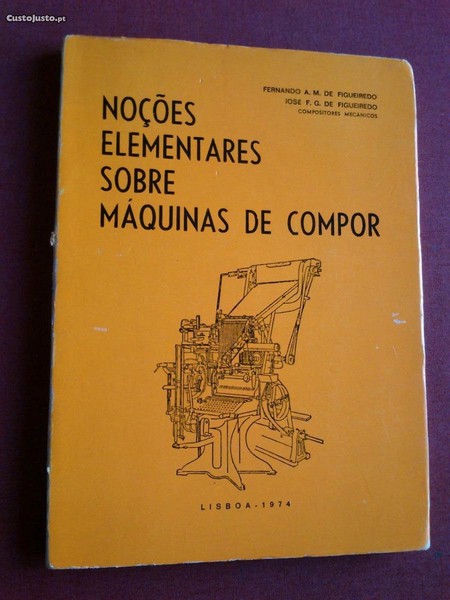 CustoJusto.pt
FERNANDO A. M. DE FIGUEIREDO
JOSÉ F. G. DE FIGUEIREDO
COMPOSITORES MECÂNICOS
NOÇÕES
ELEMENTARES
SOBRE
MÁQUINAS DE COMPOR
LISBOA - 1974